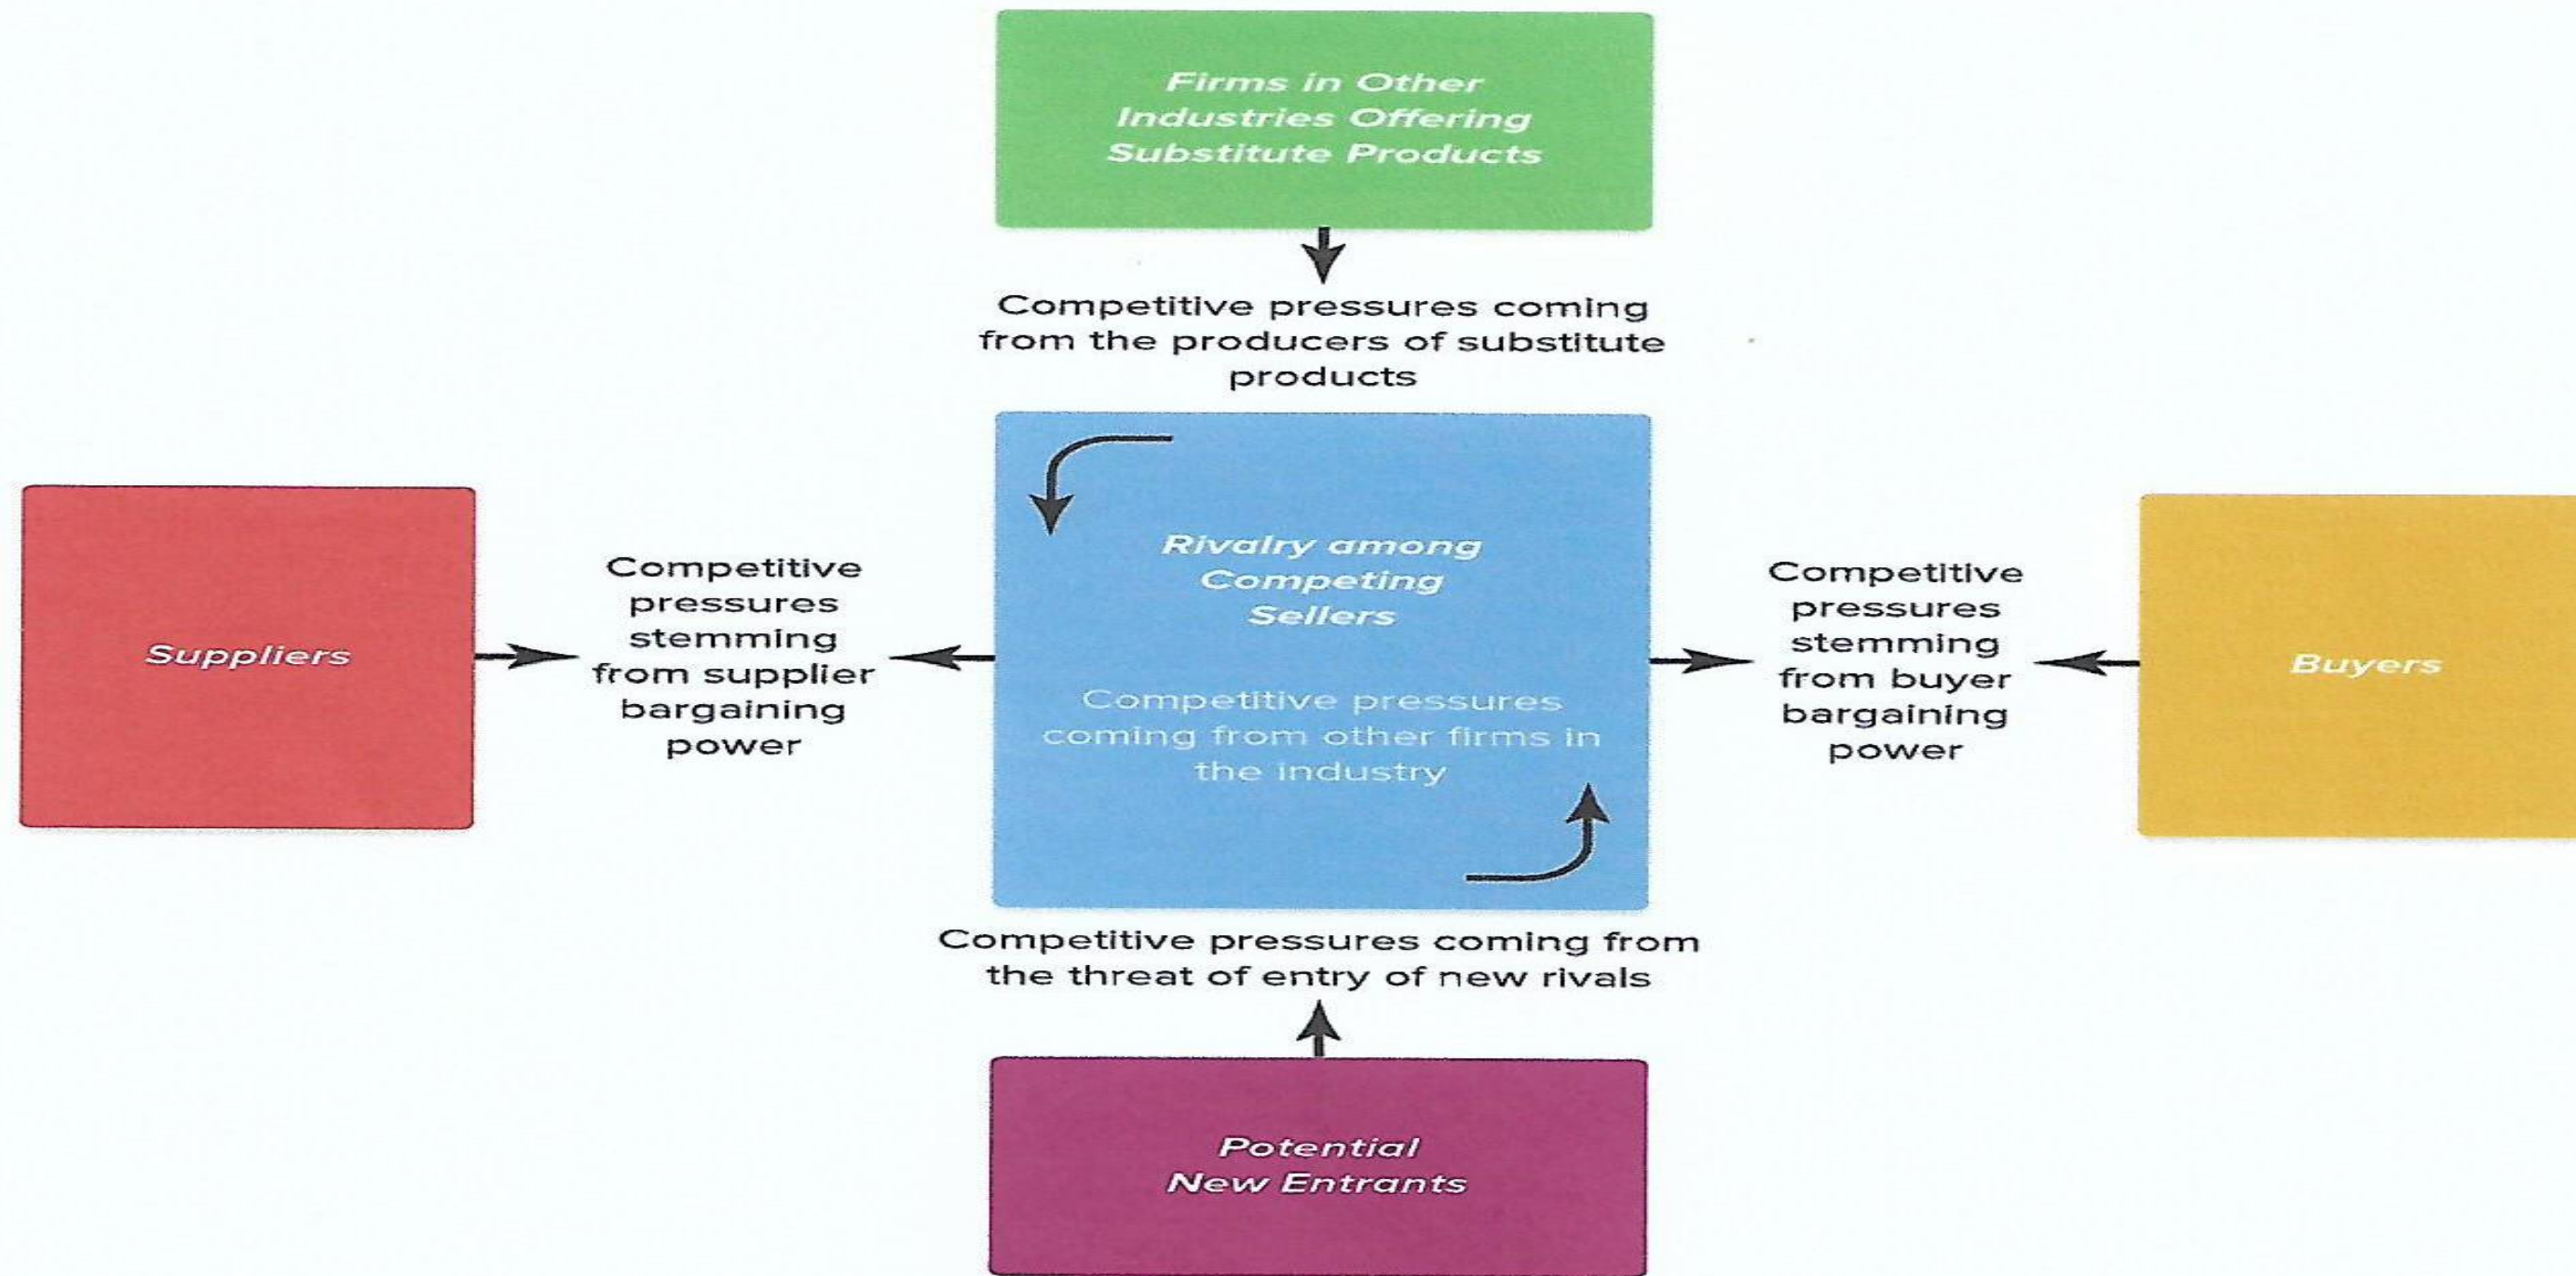 Firms in Other
Industries Offering
Substitute Products
Competitive pressures coming
from the producers of substitute
products
Suppliers
Competitive
pressures
stemming
from supplier
bargaining
power
Rivalry among
Competing
Sellers
Competitive pressures
coming from other firms in
the industry
Competitive
pressures
stemming
from buyer
bargaining
power
Buyers
Competitive pressures coming from
the threat of entry of new rivals
Potential
New Entrants